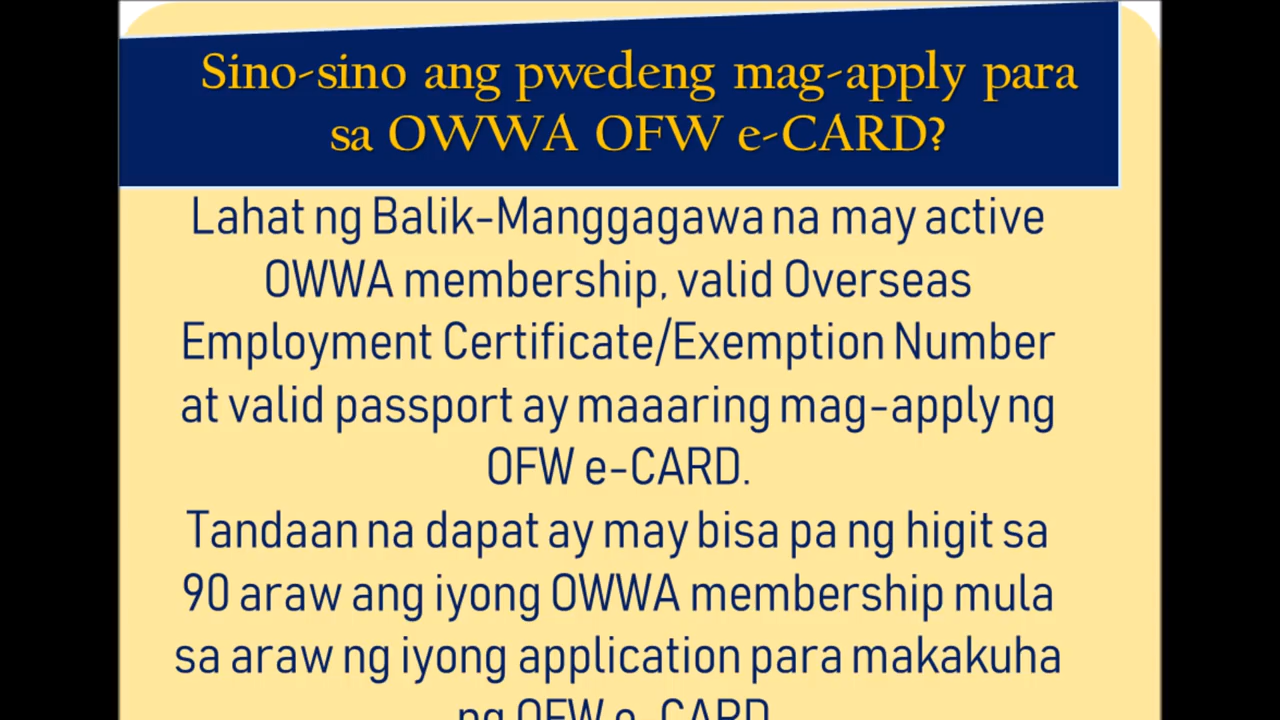 Sino-sino ang pwedeng mag-apply para
sa OWWA OFW e-CARD?
Lahat ng Balik-Manggagawa na may active
OWWA membership, valid Overseas
Employment Certificate/Exemption Number
at valid passport ay maaaring mag-apply ng
OFW e-CARD.
Tandaan na dapat ay may bisa pa ng higit sa
90 araw ang iyong OWWA membership mula
sa araw ng iyong application para makakuha
ng OFW e-CARD